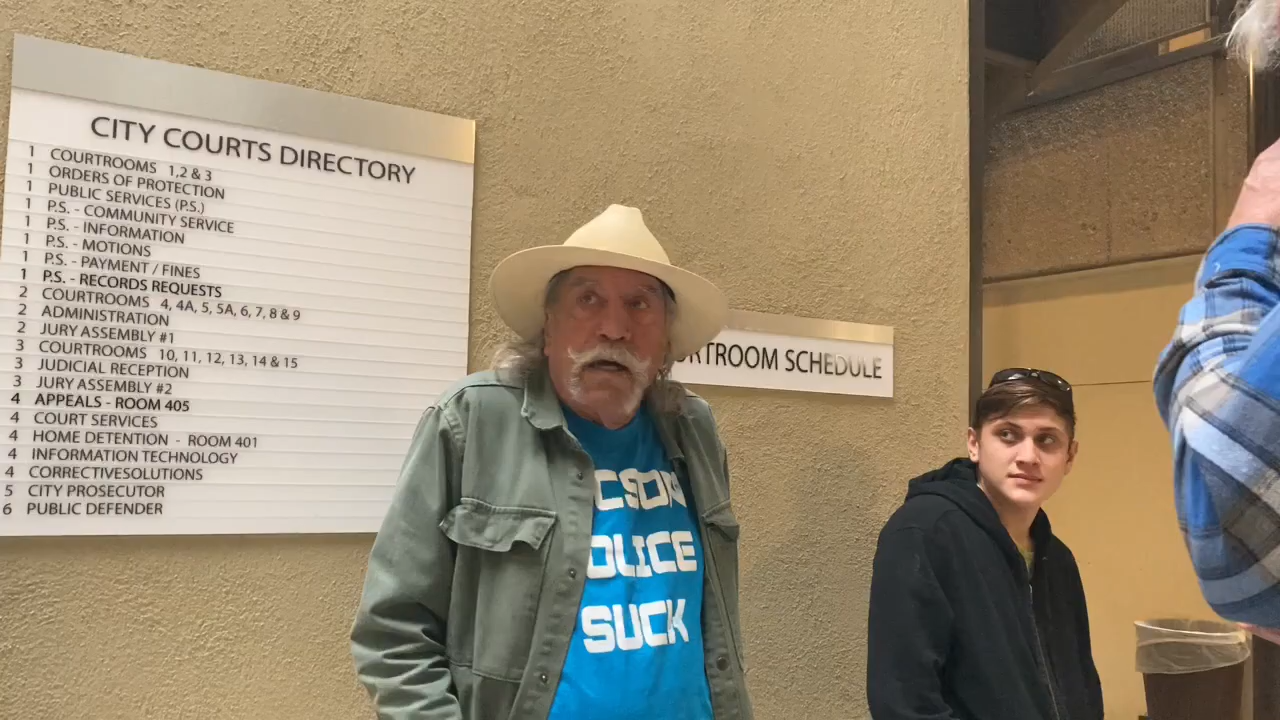 CITY COURTS DIRECTORY
1 COURTROOMS 1,2 & 3
1 ORDERS OF PROTECTION
1 PUBLIC SERVICES (P.S.)
1 P.S. - COMMUNITY SERVICE
1 P.S. - INFORMATION
1 P.S. - MOTIONS
1 P.S. - PAYMENT / FINES
1 P.S. - RECORDS REQUESTS
2 COURTROOMS 4, 4A, 5, 5A, 6, 7, 8 & 9
2 ADMINISTRATION
2 JURY ASSEMBLY #1
3 COURTROOMS 10, 11, 12, 13, 14 & 15
3 JUDICIAL RECEPTION
3 JURY ASSEMBLY #2
4 APPEALS - ROOM 405
4 COURT SERVICES
4 HOME DETENTION - ROOM 401
4 INFORMATION TECHNOLOGY
4 CORRECTIVESOLUTIONS
5 CITY PROSECUTOR
6 PUBLIC DEFENDER
RTROOM SCHEDULE
CSON
OLICE
SUCK